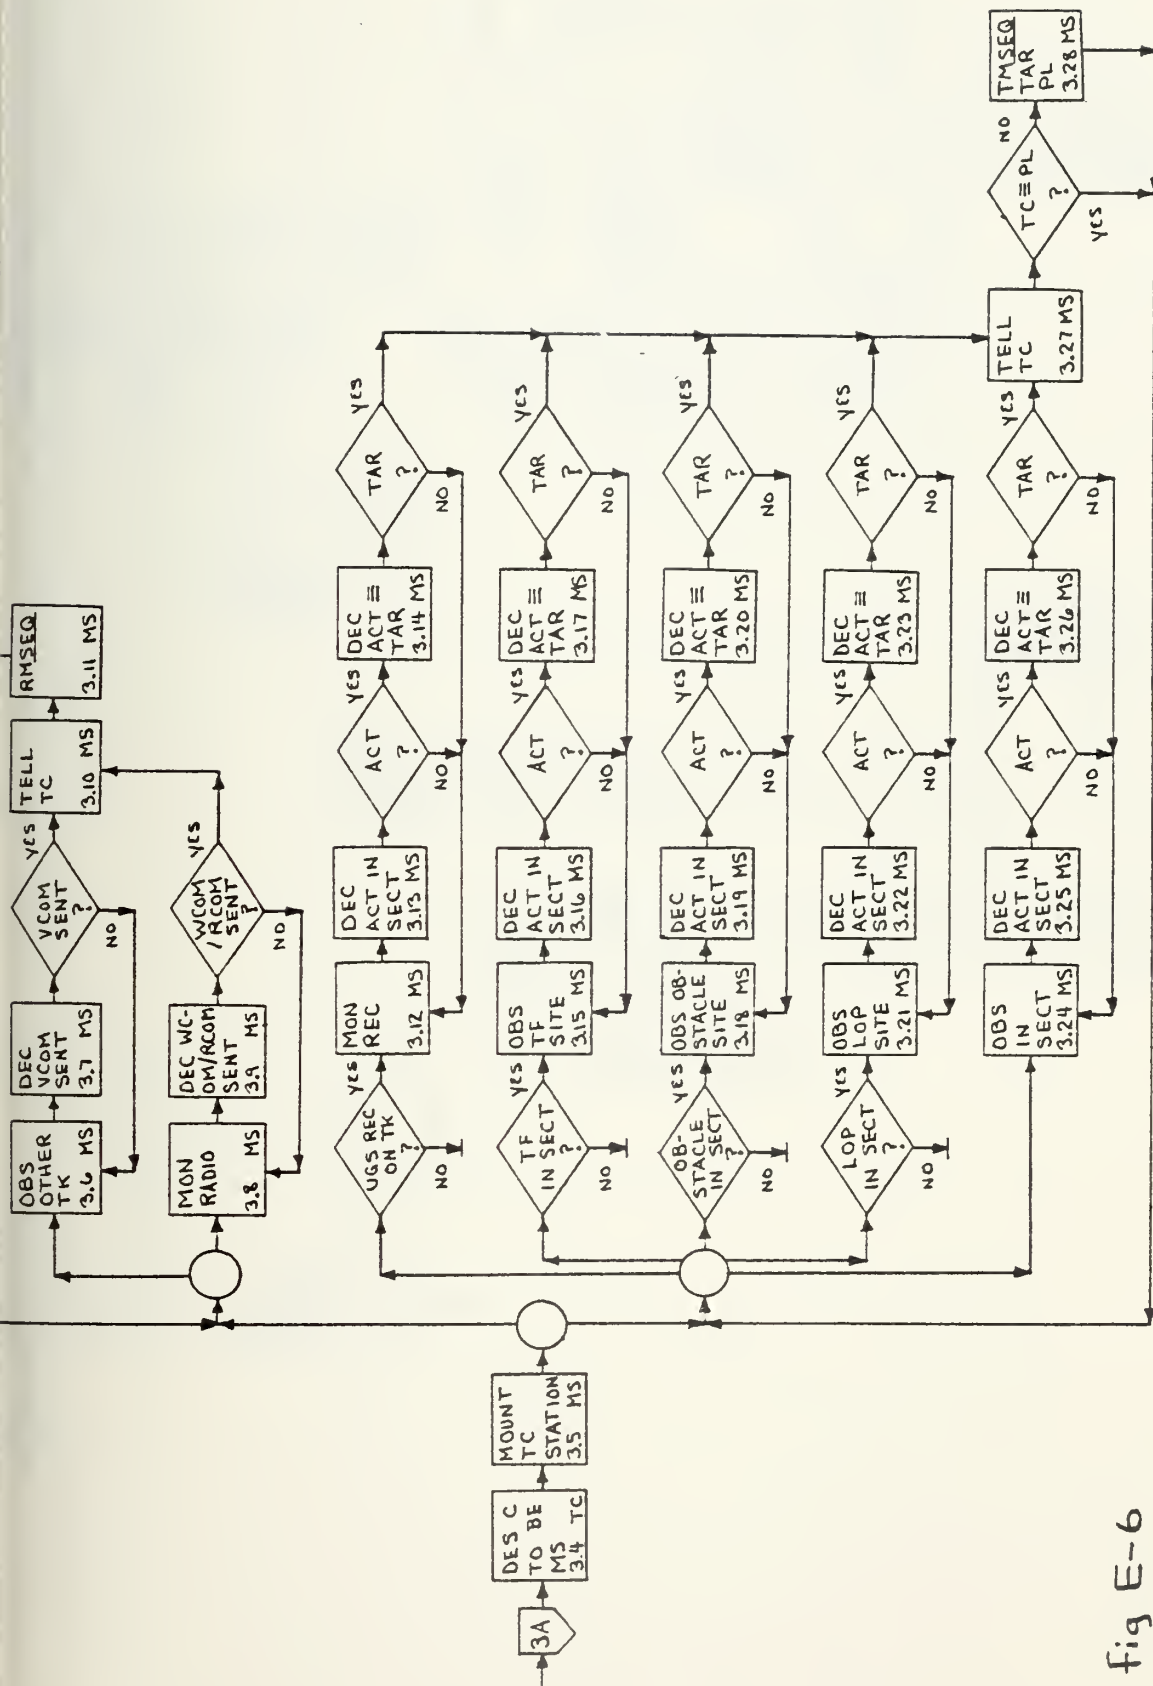 3A
DES C
TO BE
MS
3.4 TC
MOUNT
TC
STATION
3.5 MS
OBS
OTHER
TK
3.6 MS
DEC
VCOM
SENT
3.7 MS
VCOM
SENT
?
YES
NO
TELL
TC
3.10 MS
RMSEQ
3.11 MS
MON
RADIO
3.8 MS
DEC WC-
OM/RCOM
SENT
3.9 MS
WCOM
/RCOM
SENT
?
YES
NO
UGS REC
ON TK
?
YES
NO
MON
REC
3.12 MS
DEC
ACT IN
SECT
3.13 MS
ACT
?
YES
NO
DEC
ACT ≡
TAR
3.14 MS
TAR
?
YES
NO
TF
IN SECT
?
YES
NO
OBS
TF
SITE
3.15 MS
DEC
ACT IN
SECT
3.16 MS
ACT
?
YES
NO
DEC
ACT ≡
TAR
3.17 MS
TAR
?
YES
NO
OB-
STACLE
IN SECT
?
YES
NO
OBS OB-
STACLE
SITE
3.18 MS
DEC
ACT IN
SECT
3.19 MS
ACT
?
YES
NO
DEC
ACT ≡
TAR
3.20 MS
TAR
?
YES
NO
LOP
IN SECT
?
YES
NO
OBS
LOP
SITE
3.21 MS
DEC
ACT IN
SECT
3.22 MS
ACT
?
YES
NO
DEC
ACT ≡
TAR
3.23 MS
TAR
?
YES
NO
OBS
IN
SECT
3.24 MS
DEC
ACT IN
SECT
3.25 MS
ACT
?
YES
NO
DEC
ACT ≡
TAR
3.26 MS
TAR
?
YES
NO
TELL
TC
3.27 MS
TC≡PL
?
NO
YES
TMSEQ
TAR
PL
3.28 MS
Fig E-6